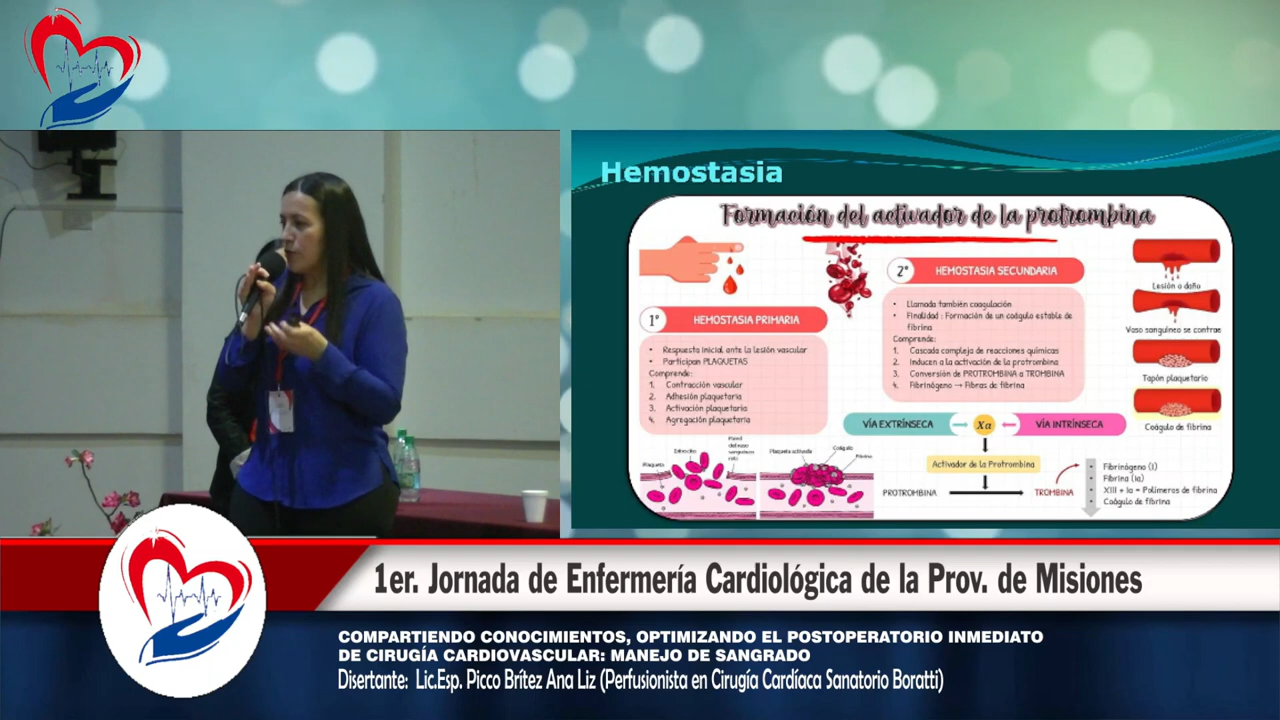 Hemostasia
Formación del activador de la protrombina
1° HEMOSTASIA PRIMARIA
• Respuesta inicial ante la lesión vascular
• Participan PLAQUETAS
Comprende:
1. Contracción vascular
2. Adhesión plaquetaria
3. Activación plaquetaria
4. Agregación plaquetaria
2° HEMOSTASIA SECUNDARIA
• Llamada también coagulación
• Finalidad : Formación de un coágulo estable de
fibrina
Comprende:
1. Cascada compleja de reacciones químicas
2. Inducen a la activación de la protrombina
3. Conversión de PROTROMBINA a TROMBINA
4. Fibrinógeno → Fibras de fibrina
Lesión o daño
Vaso sanguíneo se contrae
Tapón plaquetario
Coágulo de fibrina
VÍA EXTRÍNSECA → Xa ← VÍA INTRÍNSECA
Activador de la Protrombina
PROTROMBINA → TROMBINA
• Fibrinógeno (I)
• Fibrina (Ia)
• XIII + Ia = Polímeros de fibrina
• Coágulo de fibrina
Plaqueta
Eritrocito
Pared
del vaso
sanguíneo
roto
Plaqueta activada
Coágulo
Fibrina
1er. Jornada de Enfermería Cardiológica de la Prov. de Misiones
COMPARTIENDO CONOCIMIENTOS, OPTIMIZANDO EL POSTOPERATORIO INMEDIATO
DE CIRUGÍA CARDIOVASCULAR: MANEJO DE SANGRADO
Disertante: Lic.Esp. Picco Brítez Ana Liz (Perfusionista en Cirugía Cardíaca Sanatorio Boratti)